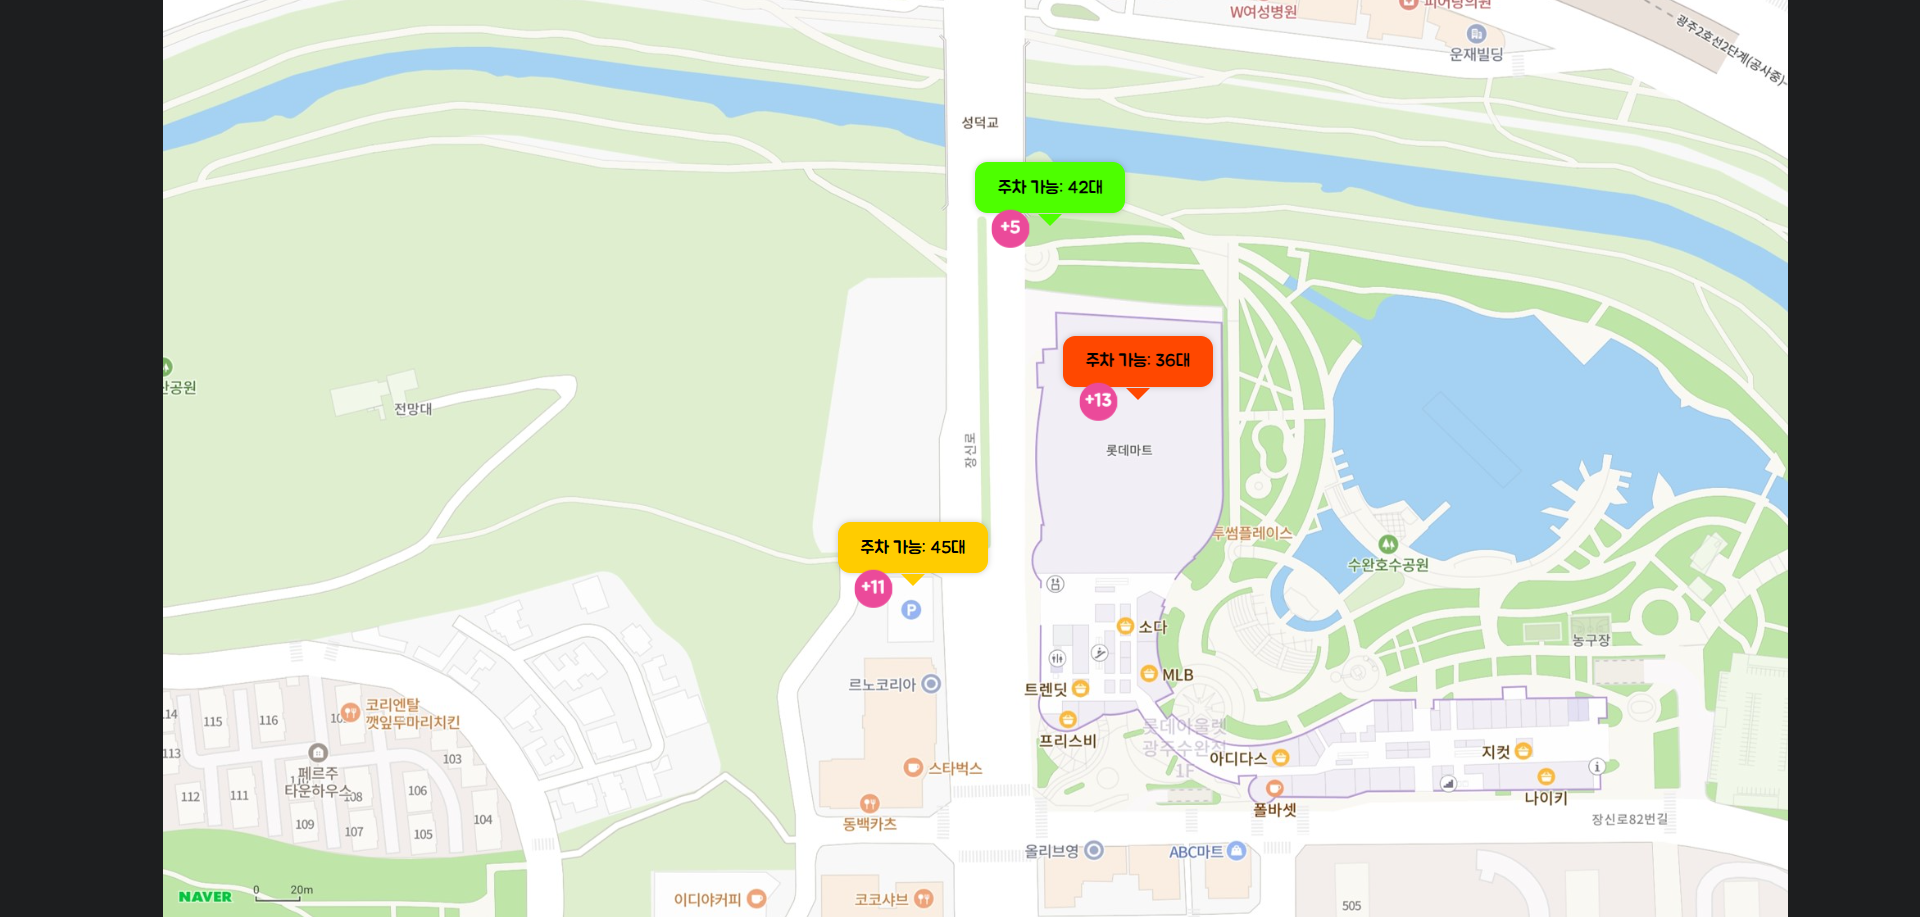 W여성병원
운재빌딩
광주2호선2단계(공사중)
성덕교
주차 가능: 42대
+5
주차 가능: 36대
+13
산공원
전망대
장신로
롯데마트
투썸플레이스
주차 가능: 45대
+11
P
수완호수공원
소다
농구장
MLB
르노코리아
트렌딧
114
115
116
코리엔탈
깻잎두마리치킨
프리스비
롯데아울렛
광주수완점
1F
113
103
페르주
타운하우스
스타벅스
아디다스
지컷
112
111
108
106
나이키
동백카츠
폴바셋
109
107
105
104
장신로82번길
올리브영
ABC마트
NAVER
0
20m
이디야커피
코코샤브
505